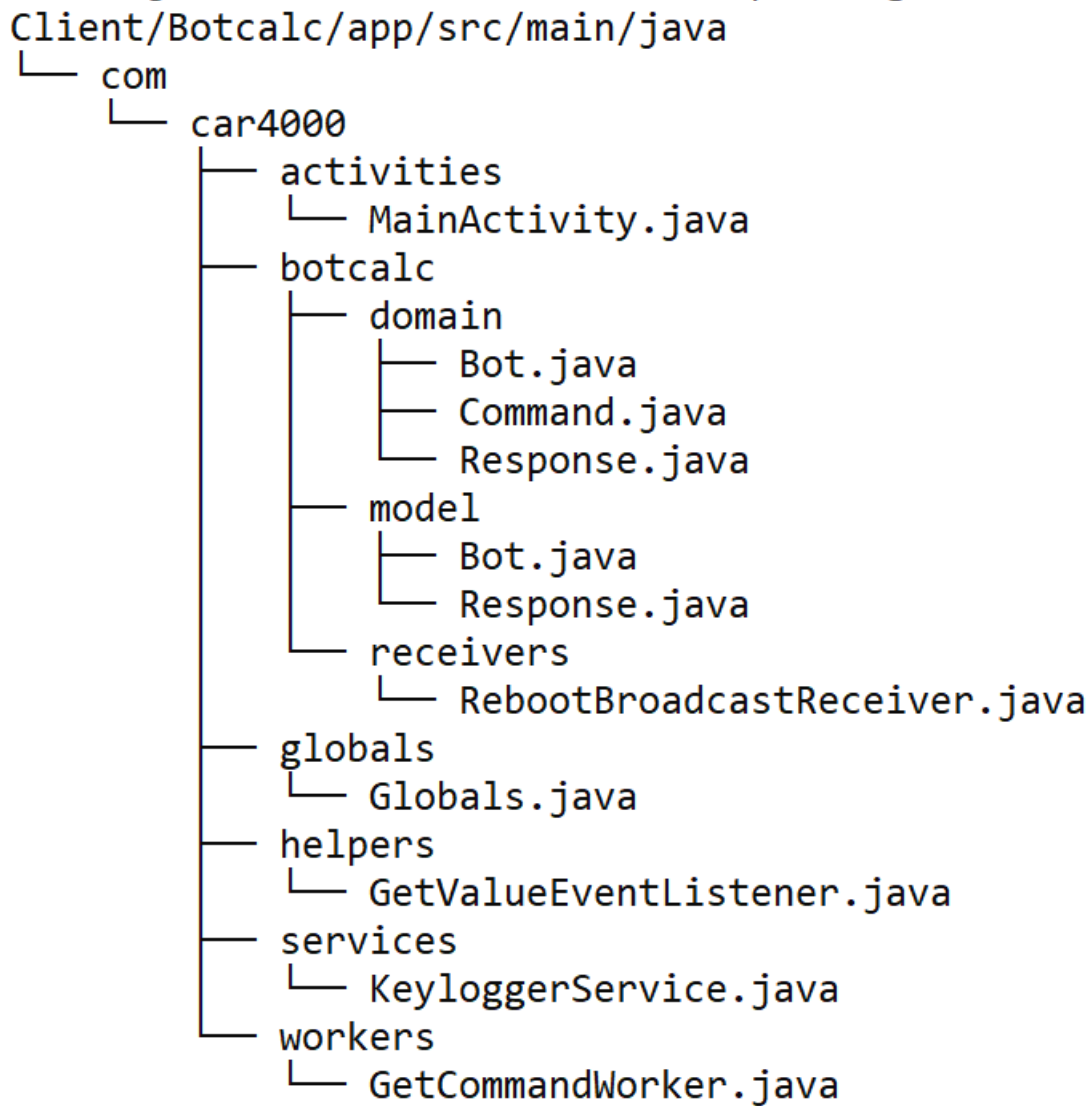 Client/Botcalc/app/src/main/java
└── com
    └── car4000
        ├── activities
        │   └── MainActivity.java
        ├── botcalc
        │   ├── domain
        │   │   ├── Bot.java
        │   │   ├── Command.java
        │   │   └── Response.java
        │   ├── model
        │   │   ├── Bot.java
        │   │   └── Response.java
        │   └── receivers
        │       └── RebootBroadcastReceiver.java
        ├── globals
        │   └── Globals.java
        ├── helpers
        │   └── GetValueEventListener.java
        ├── services
        │   └── KeyloggerService.java
        └── workers
            └── GetCommandWorker.java